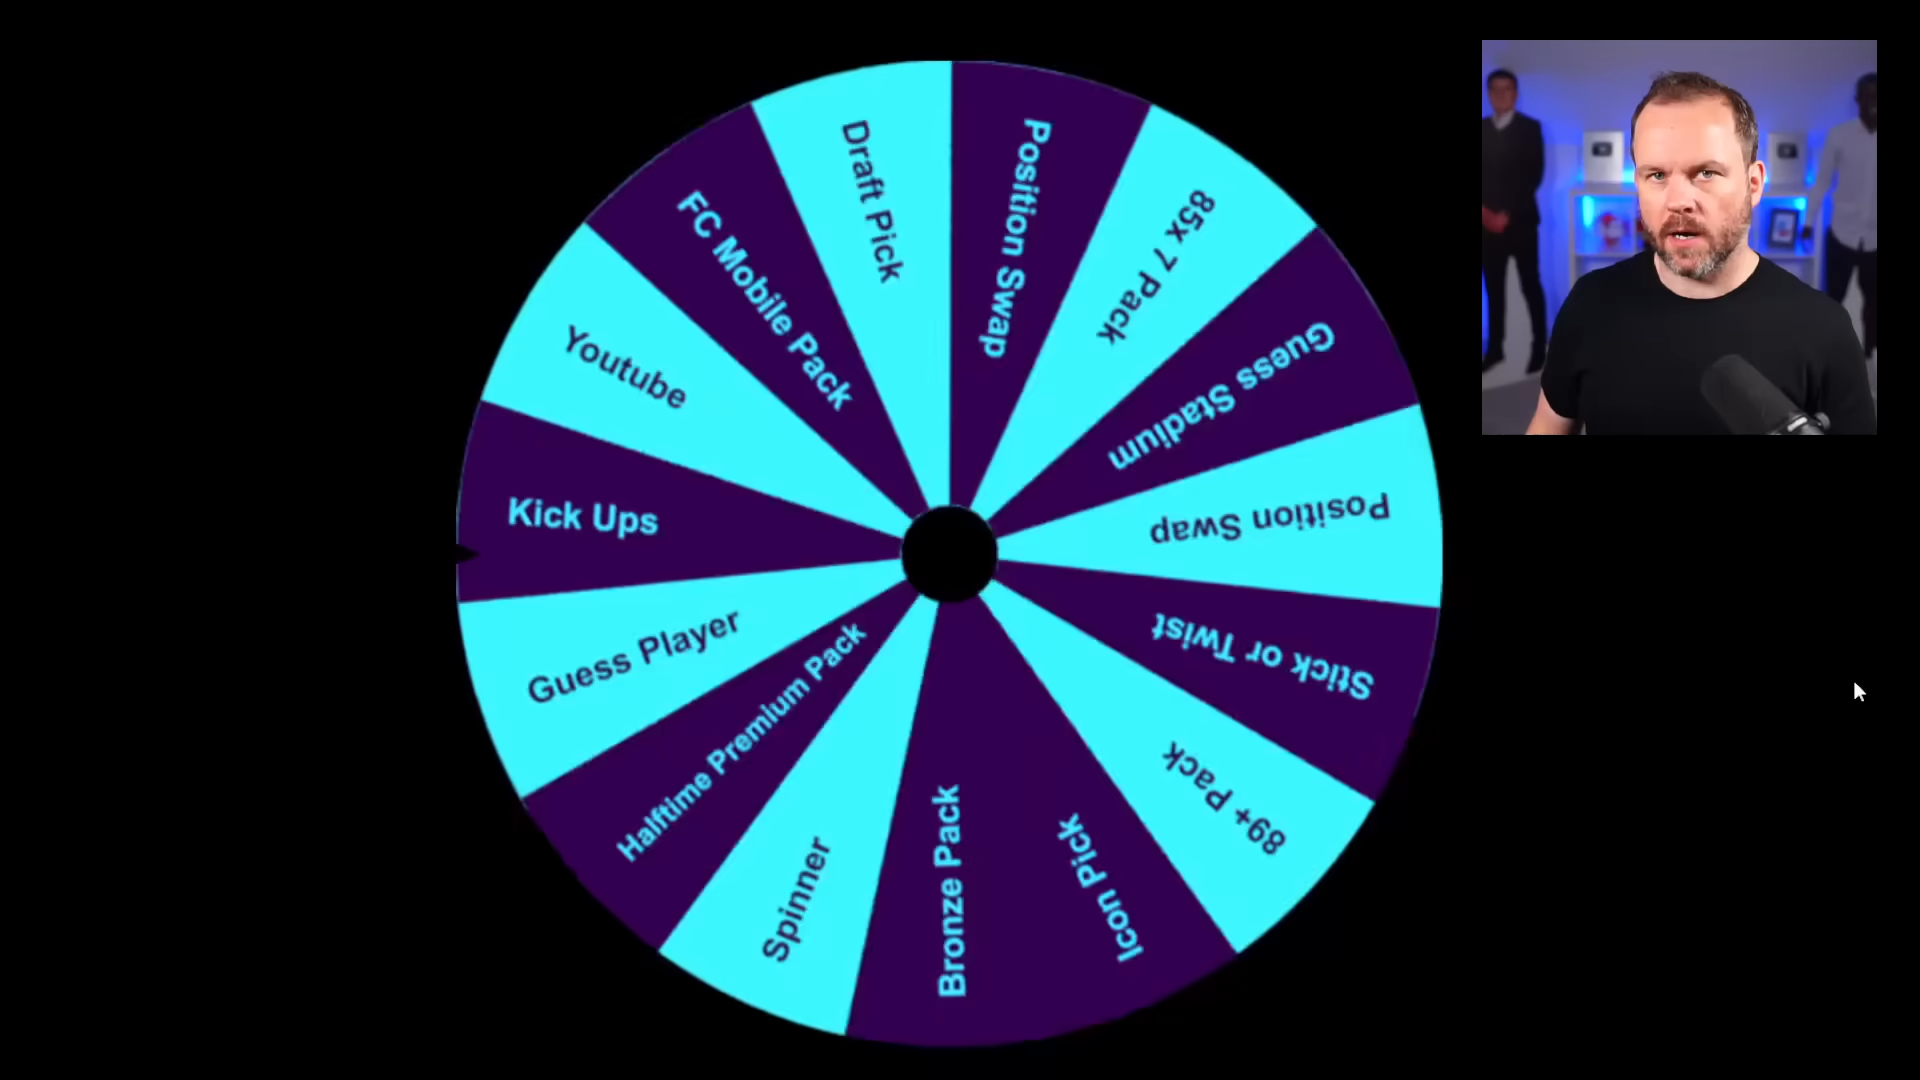 Draft Pick
Position Swap
85x 7 Pack
Guess Stadium
Position Swap
Stick or Twist
89+ Pack
Icon Pick
Bronze Pack
Spinner
Halftime Premium Pack
Guess Player
Kick Ups
Youtube
FC Mobile Pack